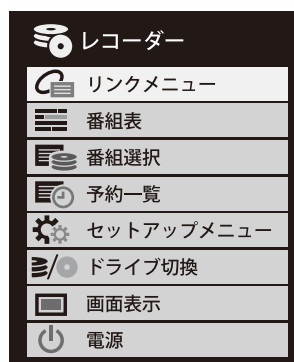 レコーダー
リンクメニュー
番組表
番組選択
予約一覧
セットアップメニュー
ドライブ切換
画面表示
電源